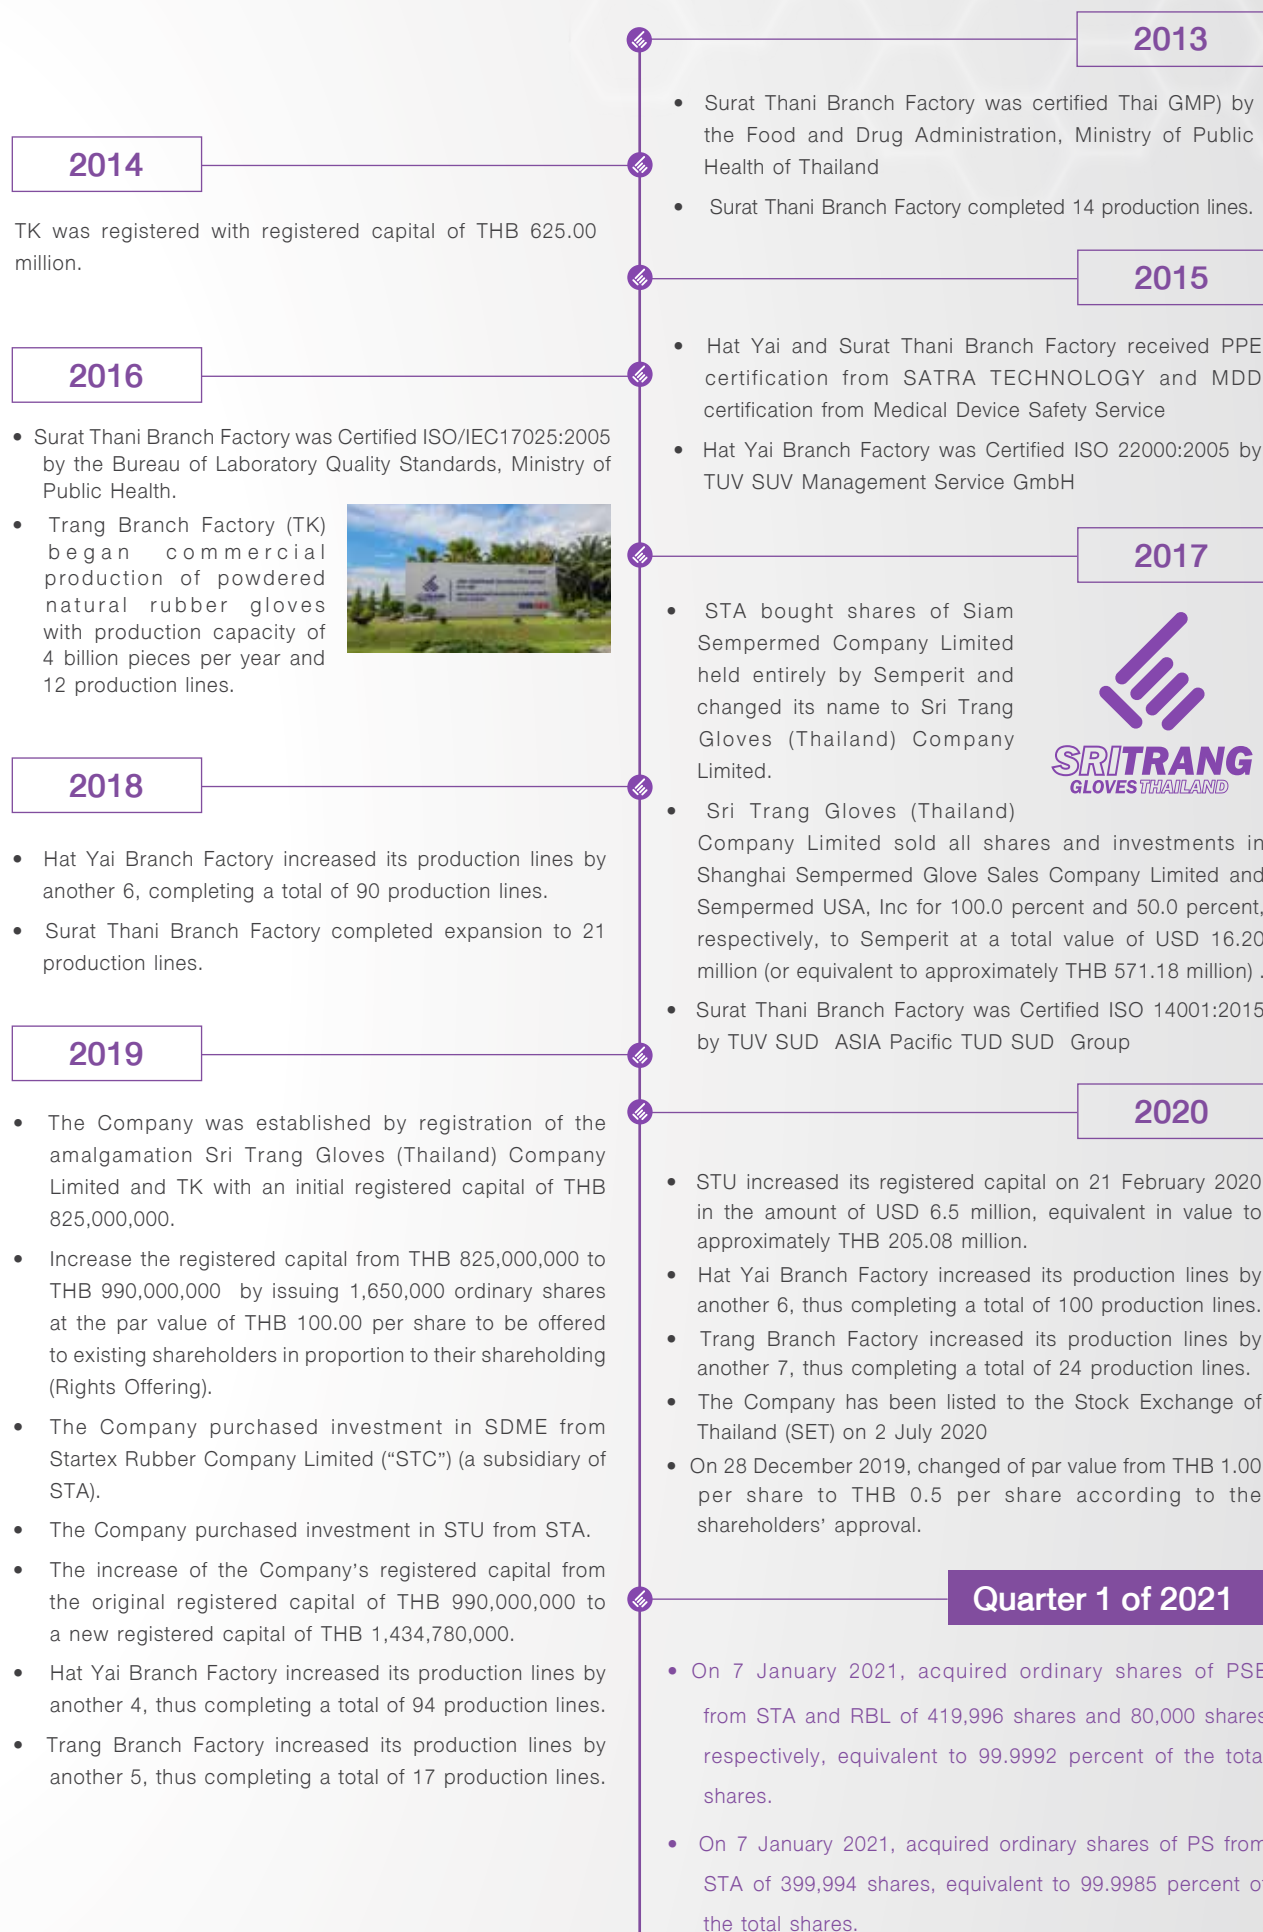 2013
• Surat Thani Branch Factory was certified Thai GMP) by
the Food and Drug Administration, Ministry of Public
Health of Thailand
• Surat Thani Branch Factory completed 14 production lines.
2014
TK was registered with registered capital of THB 625.00
million.
2015
• Hat Yai and Surat Thani Branch Factory received PPE
certification from SATRA TECHNOLOGY and MDD
certification from Medical Device Safety Service
• Hat Yai Branch Factory was Certified ISO 22000:2005 by
TUV SUV Management Service GmbH
2016
• Surat Thani Branch Factory was Certified ISO/IEC17025:2005
by the Bureau of Laboratory Quality Standards, Ministry of
Public Health.
• Trang Branch Factory (TK)
began commercial
production of powdered
natural rubber gloves
with production capacity of
4 billion pieces per year and
12 production lines.
2017
• STA bought shares of Siam
Sempermed Company Limited
held entirely by Semperit and
changed its name to Sri Trang
Gloves (Thailand) Company
Limited.
SRITRANG
GLOVES THAILAND
• Sri Trang Gloves (Thailand)
Company Limited sold all shares and investments in
Shanghai Sempermed Glove Sales Company Limited and
Sempermed USA, Inc for 100.0 percent and 50.0 percent,
respectively, to Semperit at a total value of USD 16.20
million (or equivalent to approximately THB 571.18 million) .
• Surat Thani Branch Factory was Certified ISO 14001:2015
by TUV SUD ASIA Pacific TUD SUD Group
2018
• Hat Yai Branch Factory increased its production lines by
another 6, completing a total of 90 production lines.
• Surat Thani Branch Factory completed expansion to 21
production lines.
2019
• The Company was established by registration of the
amalgamation Sri Trang Gloves (Thailand) Company
Limited and TK with an initial registered capital of THB
825,000,000.
• Increase the registered capital from THB 825,000,000 to
THB 990,000,000 by issuing 1,650,000 ordinary shares
at the par value of THB 100.00 per share to be offered
to existing shareholders in proportion to their shareholding
(Rights Offering).
• The Company purchased investment in SDME from
Startex Rubber Company Limited (“STC”) (a subsidiary of
STA).
• The Company purchased investment in STU from STA.
• The increase of the Company’s registered capital from
the original registered capital of THB 990,000,000 to
a new registered capital of THB 1,434,780,000.
• Hat Yai Branch Factory increased its production lines by
another 4, thus completing a total of 94 production lines.
• Trang Branch Factory increased its production lines by
another 5, thus completing a total of 17 production lines.
2020
• STU increased its registered capital on 21 February 2020
in the amount of USD 6.5 million, equivalent in value to
approximately THB 205.08 million.
• Hat Yai Branch Factory increased its production lines by
another 6, thus completing a total of 100 production lines.
• Trang Branch Factory increased its production lines by
another 7, thus completing a total of 24 production lines.
• The Company has been listed to the Stock Exchange of
Thailand (SET) on 2 July 2020
• On 28 December 2019, changed of par value from THB 1.00
per share to THB 0.5 per share according to the
shareholders’ approval.
Quarter 1 of 2021
• On 7 January 2021, acquired ordinary shares of PSE
from STA and RBL of 419,996 shares and 80,000 shares
respectively, equivalent to 99.9992 percent of the total
shares.
• On 7 January 2021, acquired ordinary shares of PS from
STA of 399,994 shares, equivalent to 99.9985 percent of
the total shares.